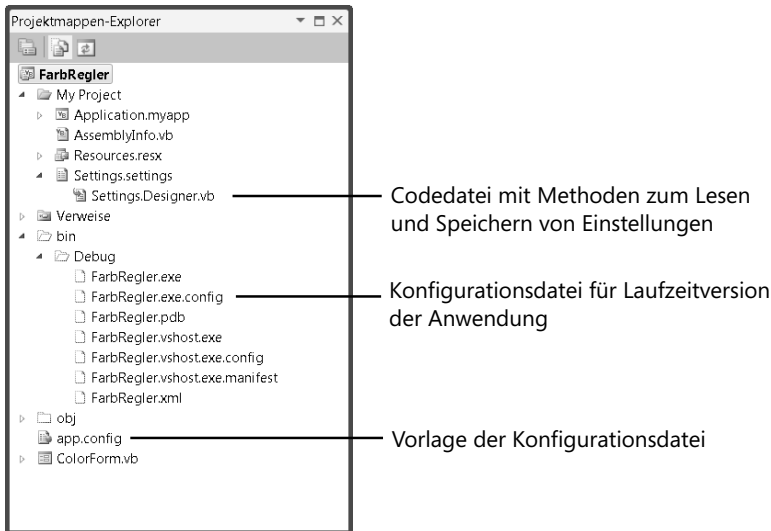 Projektmappen-Explorer
FarbRegler
My Project
Application.myapp
AssemblyInfo.vb
Resources.resx
Settings.settings
Settings.Designer.vb
Verweise
bin
Debug
FarbRegler.exe
FarbRegler.exe.config
FarbRegler.pdb
FarbRegler.vshost.exe
FarbRegler.vshost.exe.config
FarbRegler.vshost.exe.manifest
FarbRegler.xml
obj
app.config
ColorForm.vb
Codedatei mit Methoden zum Lesen
und Speichern von Einstellungen
Konfigurationsdatei für Laufzeitversion
der Anwendung
Vorlage der Konfigurationsdatei